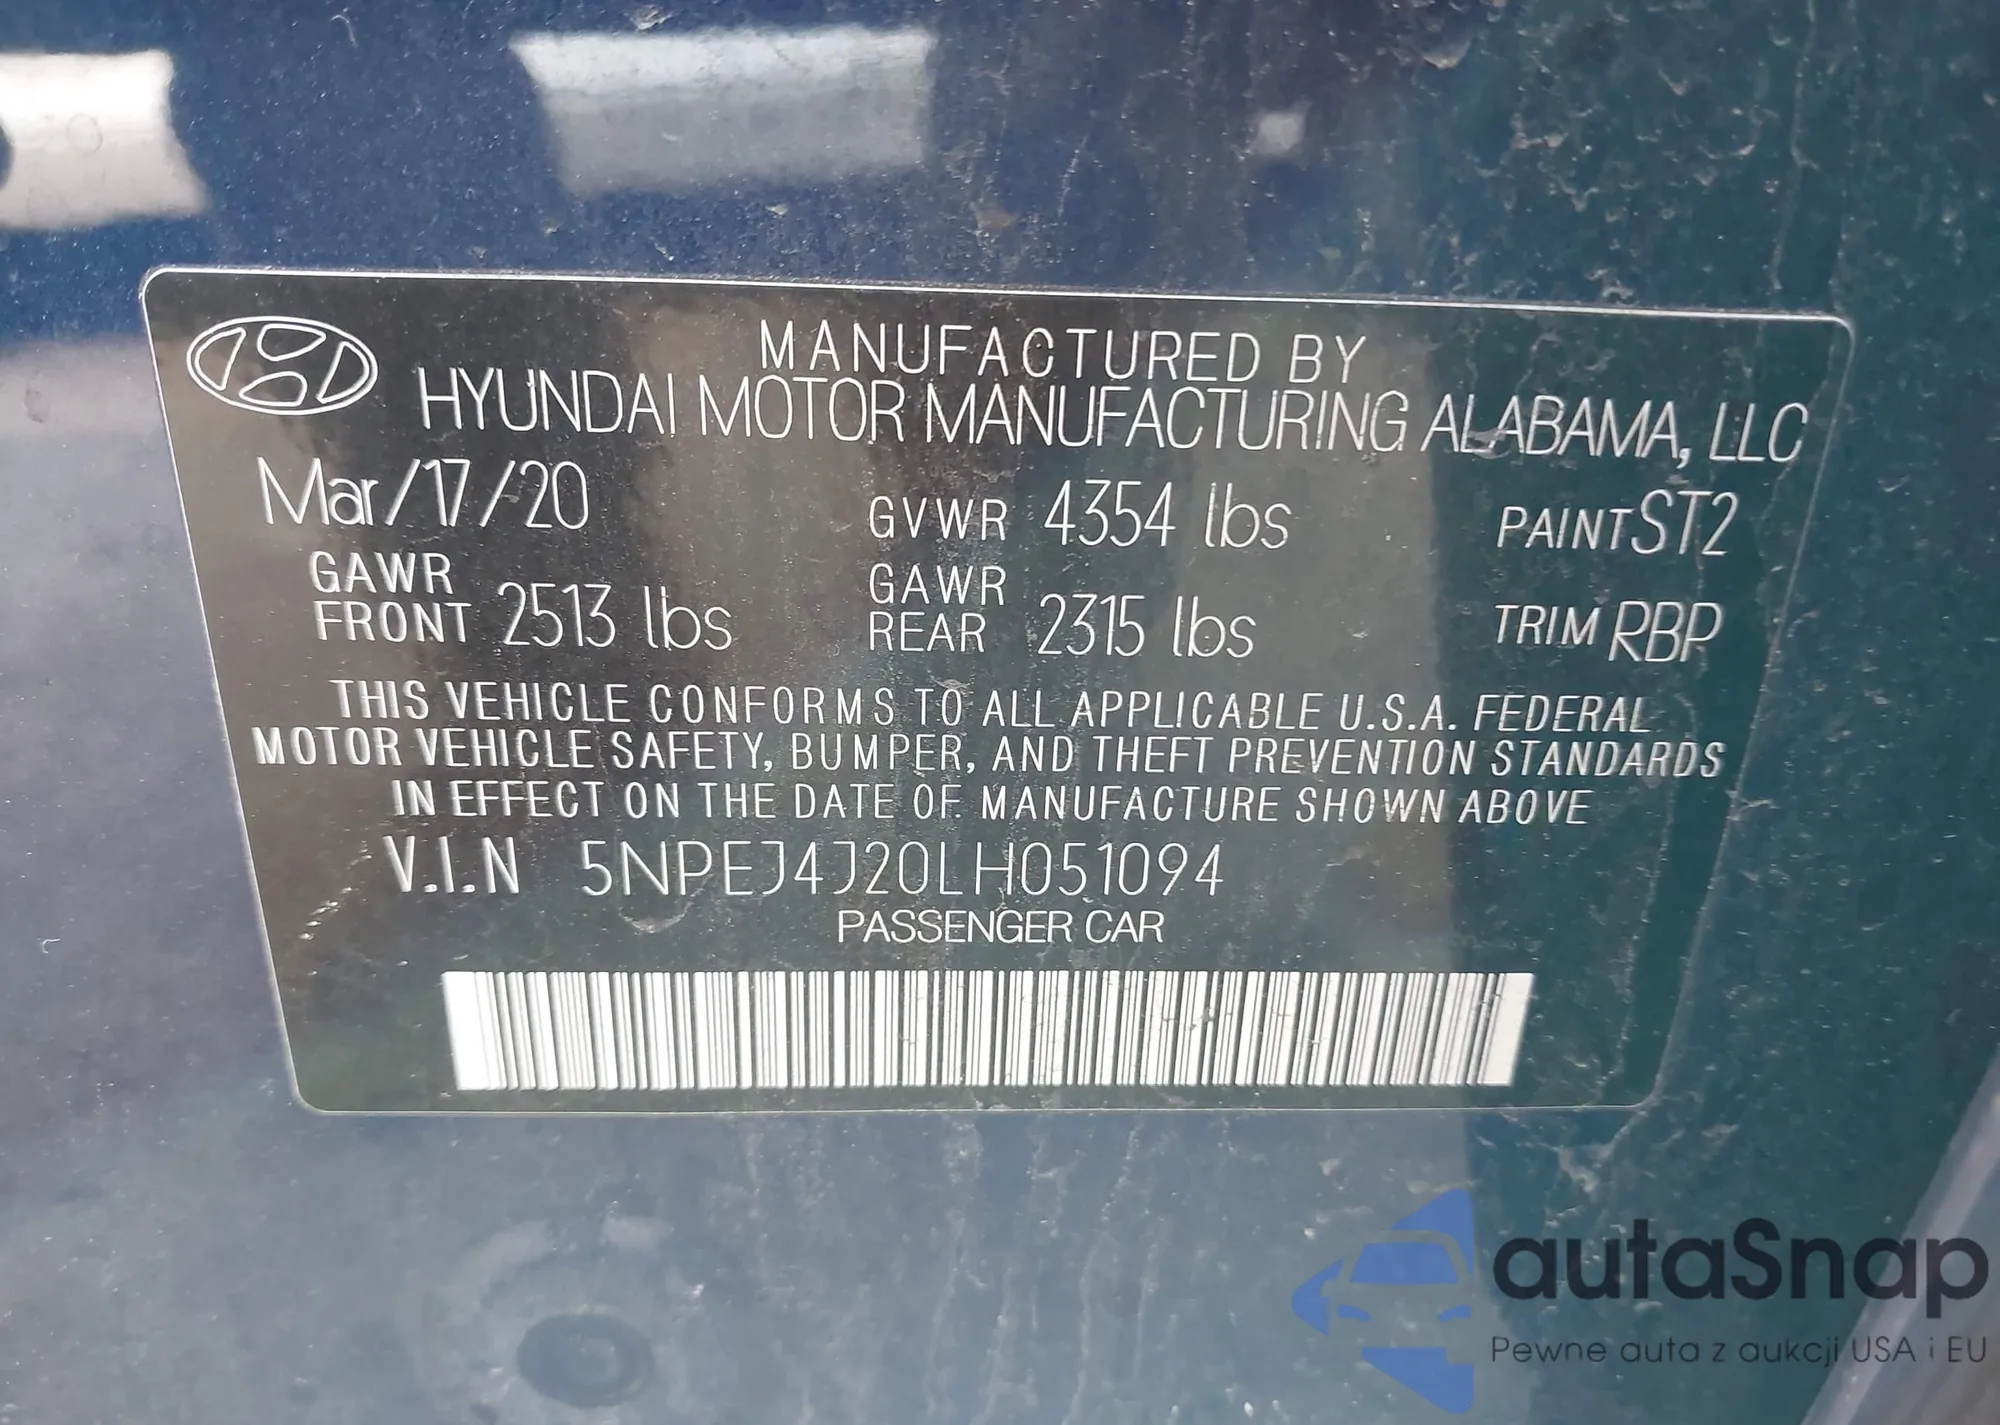 MANUFACTURED BY
HYUNDAI MOTOR MANUFACTURING ALABAMA, LLC
Mar/17/20 GVWR 4354 lbs PAINT ST2
GAWR FRONT 2513 lbs GAWR REAR 2315 lbs TRIM RBP
THIS VEHICLE CONFORMS TO ALL APPLICABLE U.S.A. FEDERAL
MOTOR VEHICLE SAFETY, BUMPER, AND THEFT PREVENTION STANDARDS
IN EFFECT ON THE DATE OF MANUFACTURE SHOWN ABOVE
V.I.N 5NPEJ4J20LH051094
PASSENGER CAR
autaSnap
Pewne auta z aukcji USA i EU